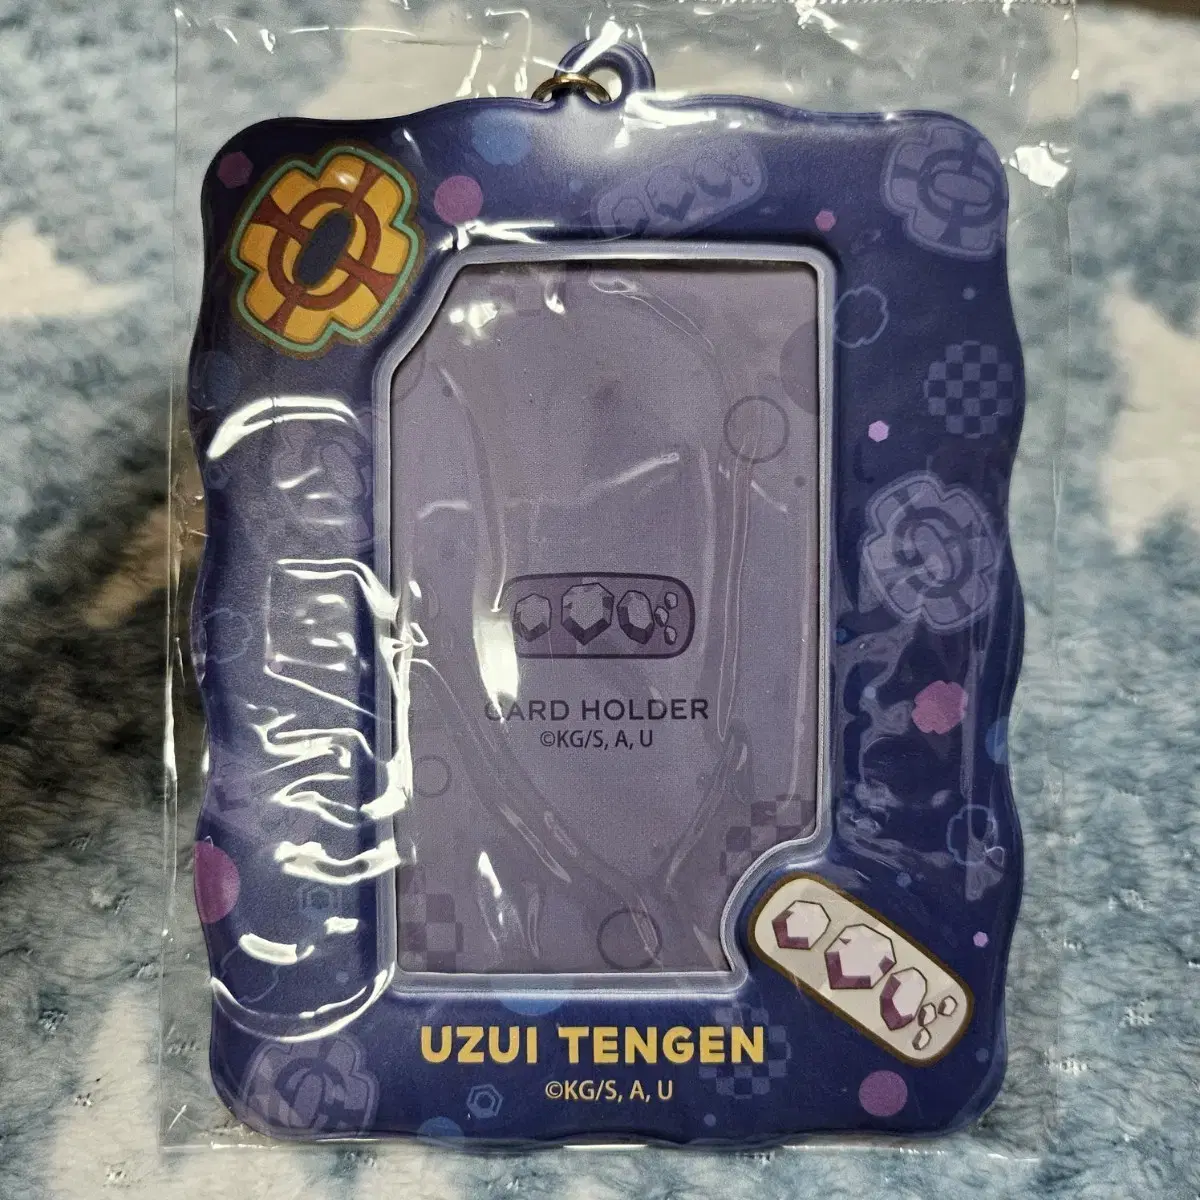 CARD HOLDER
©KG/S, A, U
UZUI TENGEN
©KG/S, A, U